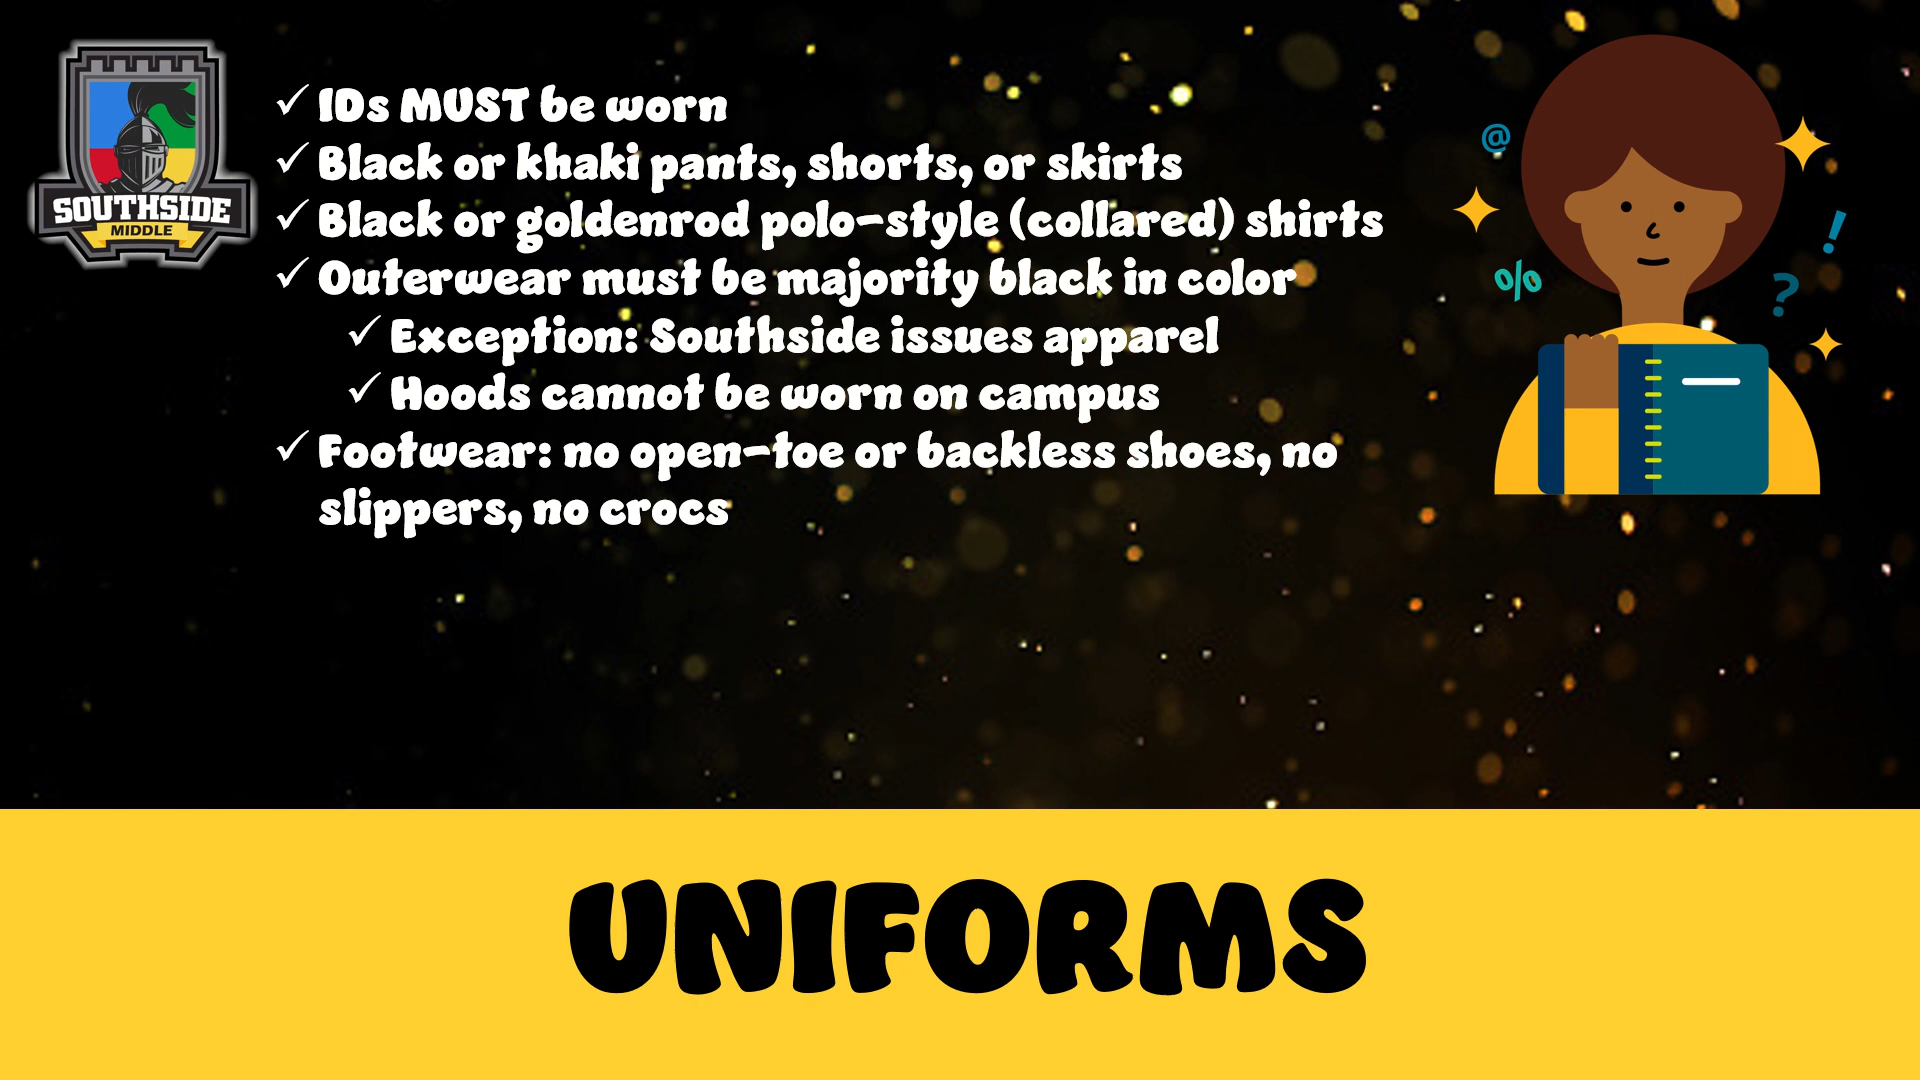 SOUTHSIDE
MIDDLE
✓ IDs MUST be worn
✓ Black or khaki pants, shorts, or skirts
✓ Black or goldenrod polo-style (collared) shirts
✓ Outerwear must be majority black in color
✓ Exception: Southside issues apparel
✓ Hoods cannot be worn on campus
✓ Footwear: no open-toe or backless shoes, no
slippers, no crocs
@
!
%
?
UNIFORMS